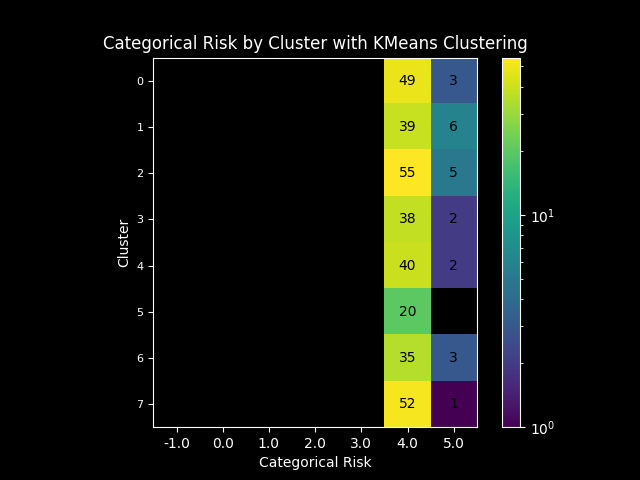 Categorical Risk by Cluster with KMeans Clustering
0 49 3
1 39 6
2 55 5
3 38 2
4 40 2
5 20
6 35 3
7 52 1
-1.0 0.0 1.0 2.0 3.0 4.0 5.0
Categorical Risk
Cluster
10¹
10⁰